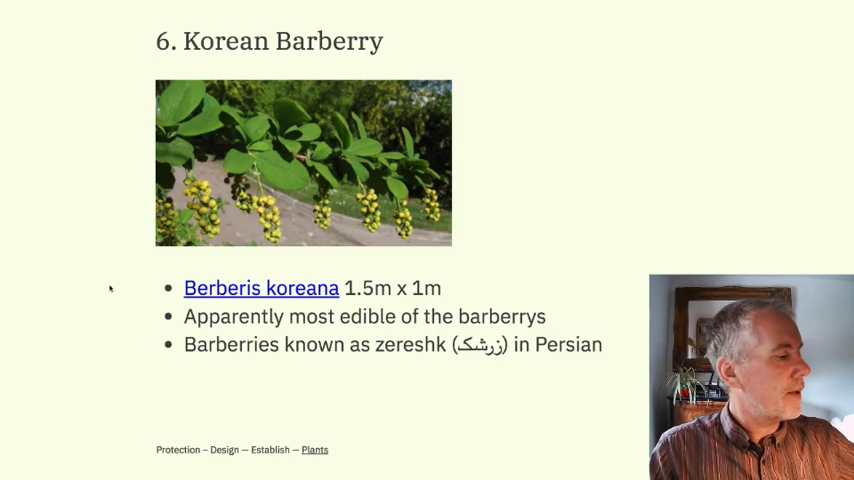 6. Korean Barberry
Berberis koreana 1.5m x 1m
Apparently most edible of the barberrys
Barberries known as zereshk (زرشک) in Persian
Protection – Design — Establish — Plants